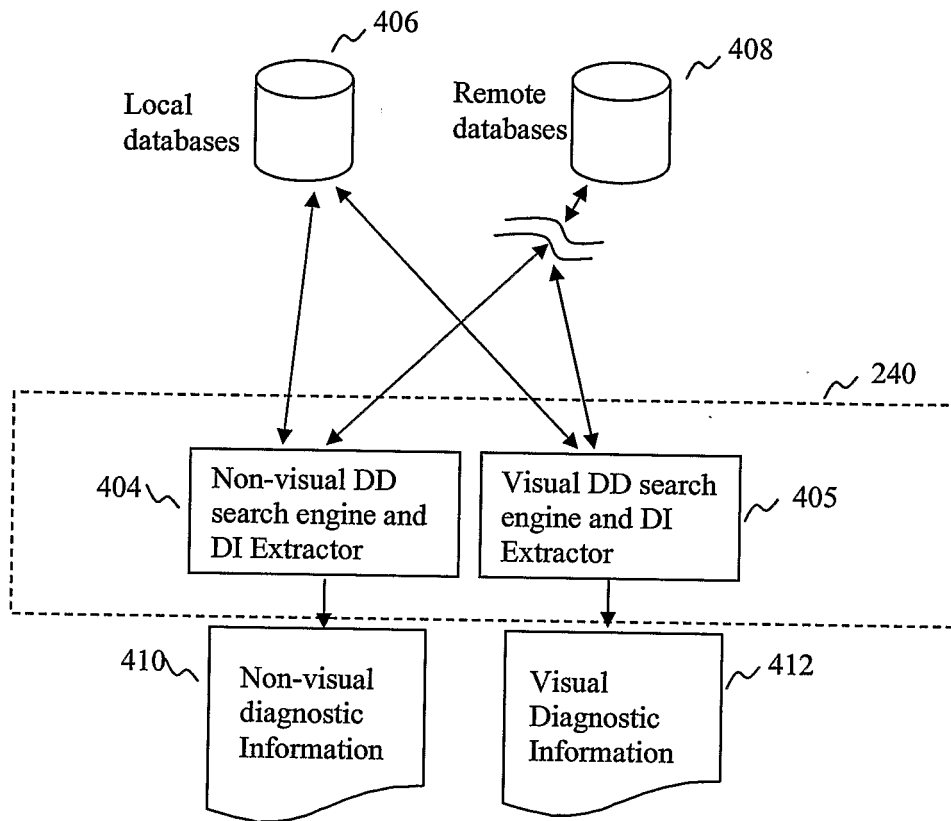 406
408
Local
databases
Remote
databases
240
404
Non-visual DD
search engine and
DI Extractor
Visual DD search
engine and DI
Extractor
405
410
Non-visual
diagnostic
Information
Visual
Diagnostic
Information
412